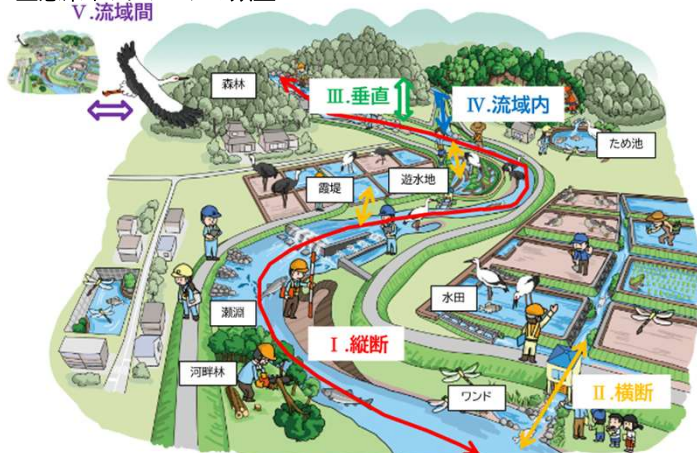 Ⅴ.流域間
森林
Ⅲ.垂直
Ⅳ.流域内
ため池
霞堤
遊水地
水田
瀬淵
Ⅰ.縦断
河畔林
ワンド
Ⅱ.横断